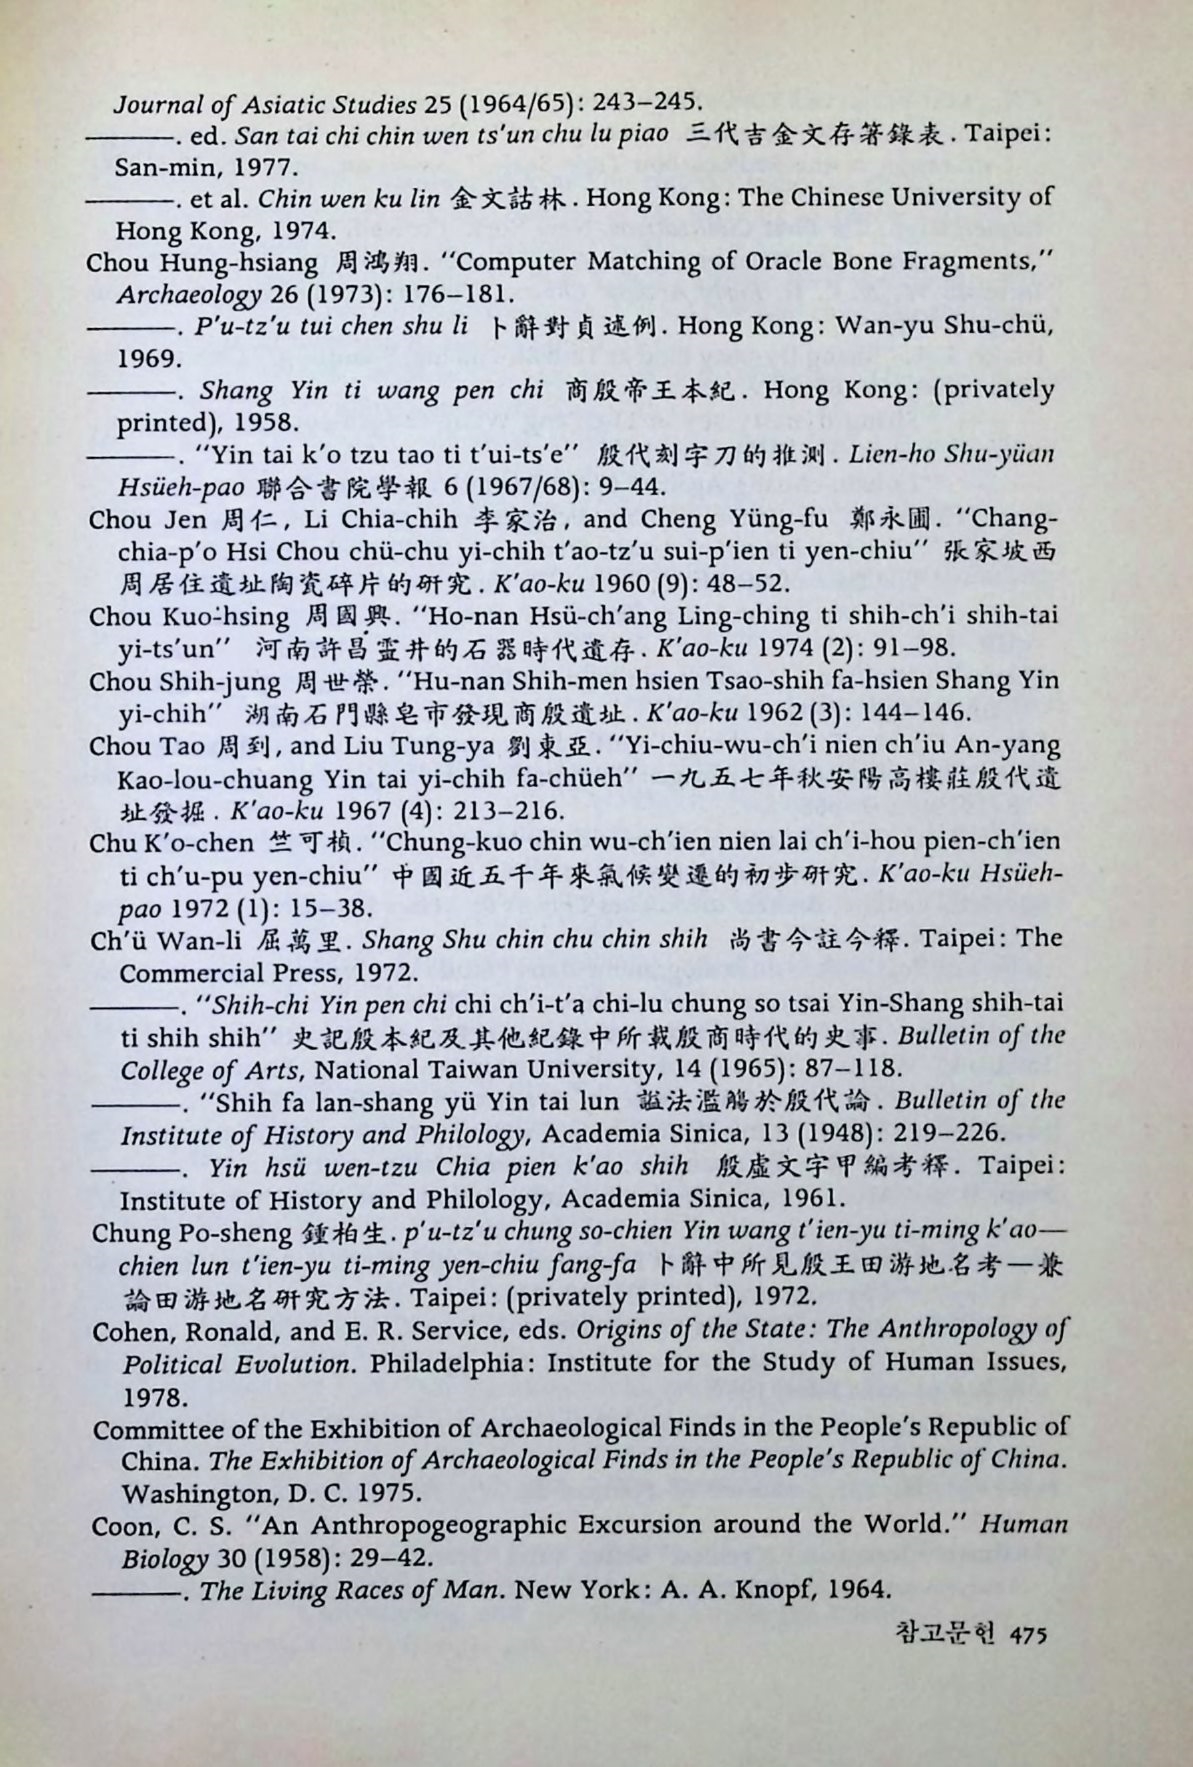 Journal of Asiatic Studies 25 (1964/65): 243–245.
———. ed. San tai chi chin wen ts'un chu lu piao 三代吉金文存著錄表. Taipei:
San-min, 1977.
———. et al. Chin wen ku lin 金文詁林. Hong Kong: The Chinese University of
Hong Kong, 1974.
Chou Hung-hsiang 周鴻翔. "Computer Matching of Oracle Bone Fragments,"
Archaeology 26 (1973): 176–181.
———. P'u-tz'u tui chen shu li 卜辭對貞述例. Hong Kong: Wan-yu Shu-chü,
1969.
———. Shang Yin ti wang pen chi 商殷帝王本紀. Hong Kong: (privately
printed), 1958.
———. "Yin tai k'o tzu tao ti t'ui-ts'e" 殷代刻字刀的推測. Lien-ho Shu-yüan
Hsüeh-pao 聯合書院學報 6 (1967/68): 9–44.
Chou Jen 周仁, Li Chia-chih 李家治, and Cheng Yüng-fu 鄭永圃. "Chang-
chia-p'o Hsi Chou chü-chu yi-chih t'ao-tz'u sui-p'ien ti yen-chiu" 張家坡西
周居住遺址陶瓷碎片的研究. K'ao-ku 1960 (9): 48–52.
Chou Kuo-hsing 周國興. "Ho-nan Hsü-ch'ang Ling-ching ti shih-ch'i shih-tai
yi-ts'un" 河南許昌靈井的石器時代遺存. K'ao-ku 1974 (2): 91–98.
Chou Shih-jung 周世榮. "Hu-nan Shih-men hsien Tsao-shih fa-hsien Shang Yin
yi-chih" 湖南石門縣皂市發現商殷遺址. K'ao-ku 1962 (3): 144–146.
Chou Tao 周到, and Liu Tung-ya 劉東亞. "Yi-chiu-wu-ch'i nien ch'iu An-yang
Kao-lou-chuang Yin tai yi-chih fa-chüeh" 一九五七年秋安陽高樓莊殷代遺
址發掘. K'ao-ku 1967 (4): 213–216.
Chu K'o-chen 竺可楨. "Chung-kuo chin wu-ch'ien nien lai ch'i-hou pien-ch'ien
ti ch'u-pu yen-chiu" 中國近五千年來氣候變遷的初步研究. K'ao-ku Hsüeh-
pao 1972 (1): 15–38.
Ch'ü Wan-li 屈萬里. Shang Shu chin chu chin shih 尚書今註今釋. Taipei: The
Commercial Press, 1972.
———. "Shih-chi Yin pen chi chi ch'i-t'a chi-lu chung so tsai Yin-Shang shih-tai
ti shih shih" 史記殷本紀及其他紀錄中所載殷商時代的史事. Bulletin of the
College of Arts, National Taiwan University, 14 (1965): 87–118.
———. "Shih fa lan-shang yü Yin tai lun 謚法濫觴於殷代論. Bulletin of the
Institute of History and Philology, Academia Sinica, 13 (1948): 219–226.
———. Yin hsü wen-tzu Chia pien k'ao shih 殷虛文字甲編考釋. Taipei:
Institute of History and Philology, Academia Sinica, 1961.
Chung Po-sheng 鍾柏生. p'u-tz'u chung so-chien Yin wang t'ien-yu ti-ming k'ao—
chien lun t'ien-yu ti-ming yen-chiu fang-fa 卜辭中所見殷王田游地名考—兼
論田游地名研究方法. Taipei: (privately printed), 1972.
Cohen, Ronald, and E. R. Service, eds. Origins of the State: The Anthropology of
Political Evolution. Philadelphia: Institute for the Study of Human Issues,
1978.
Committee of the Exhibition of Archaeological Finds in the People's Republic of
China. The Exhibition of Archaeological Finds in the People's Republic of China.
Washington, D. C. 1975.
Coon, C. S. "An Anthropogeographic Excursion around the World." Human
Biology 30 (1958): 29–42.
———. The Living Races of Man. New York: A. A. Knopf, 1964.
참고문헌 475